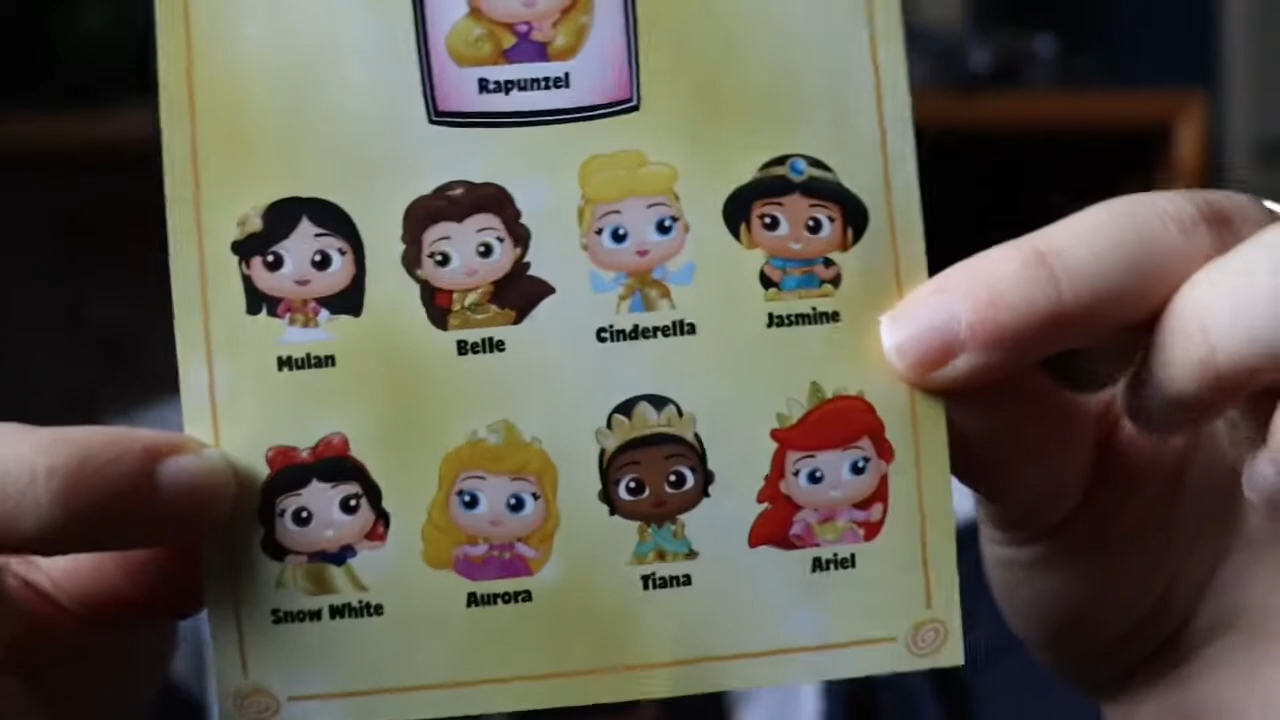 Rapunzel
Mulan
Belle
Cinderella
Jasmine
Snow White
Aurora
Tiana
Ariel